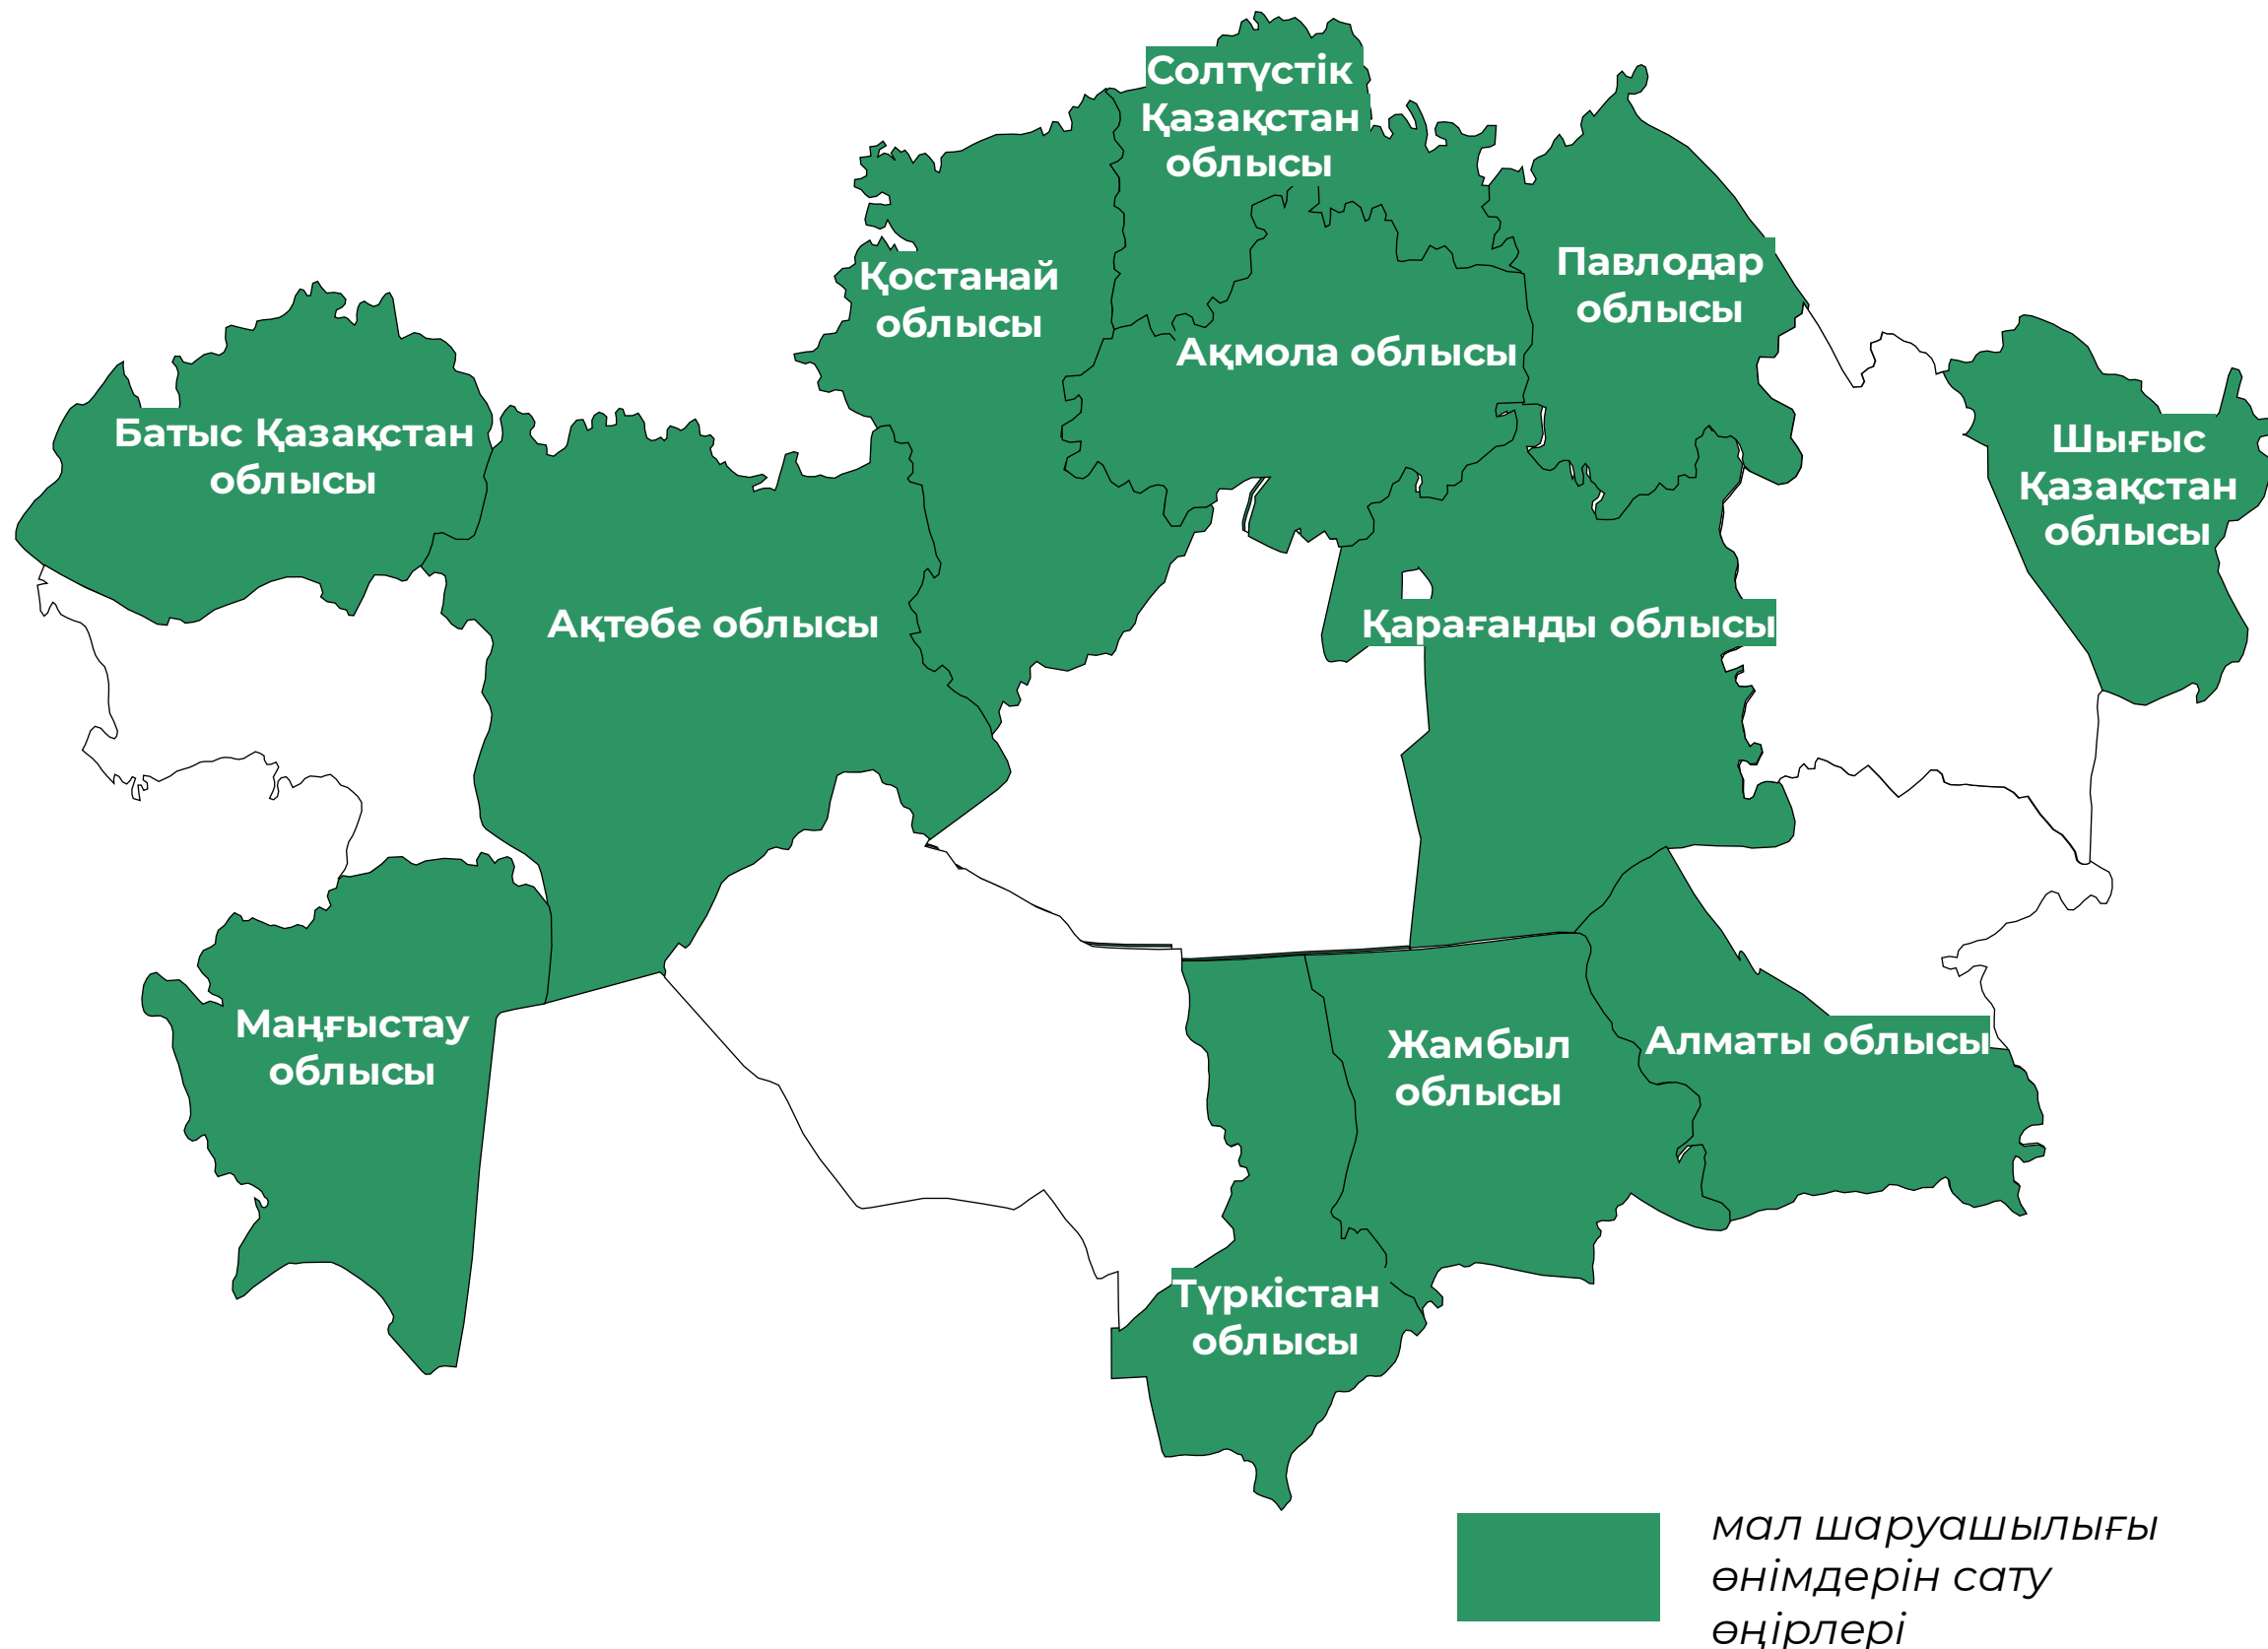 Солтүстік
Қазақстан
облысы
Қостанай
облысы
Павлодар
облысы
Ақмола облысы
Батыс Қазақстан
облысы
Шығыс
Қазақстан
облысы
Ақтөбе облысы
Қарағанды облысы
Маңғыстау
облысы
Жамбыл
облысы
Алматы облысы
Түркістан
облысы
мал шаруашылығы
өнімдерін сату
өңірлері